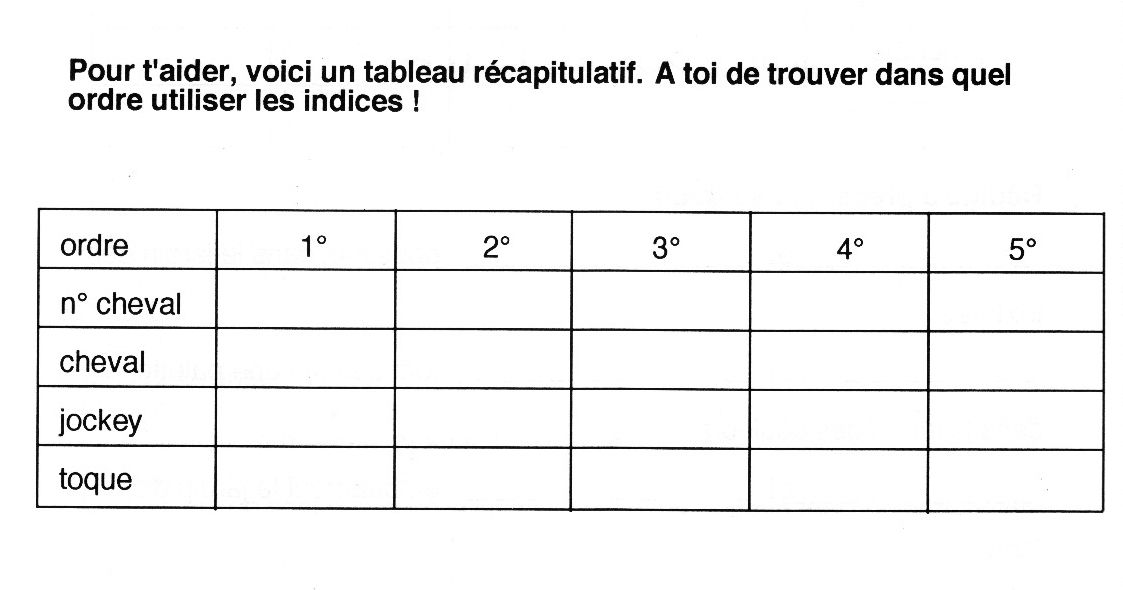 Pour t'aider, voici un tableau récapitulatif. A toi de trouver dans quel
ordre utiliser les indices !
ordre 1° 2° 3° 4° 5°
n° cheval
cheval
jockey
toque